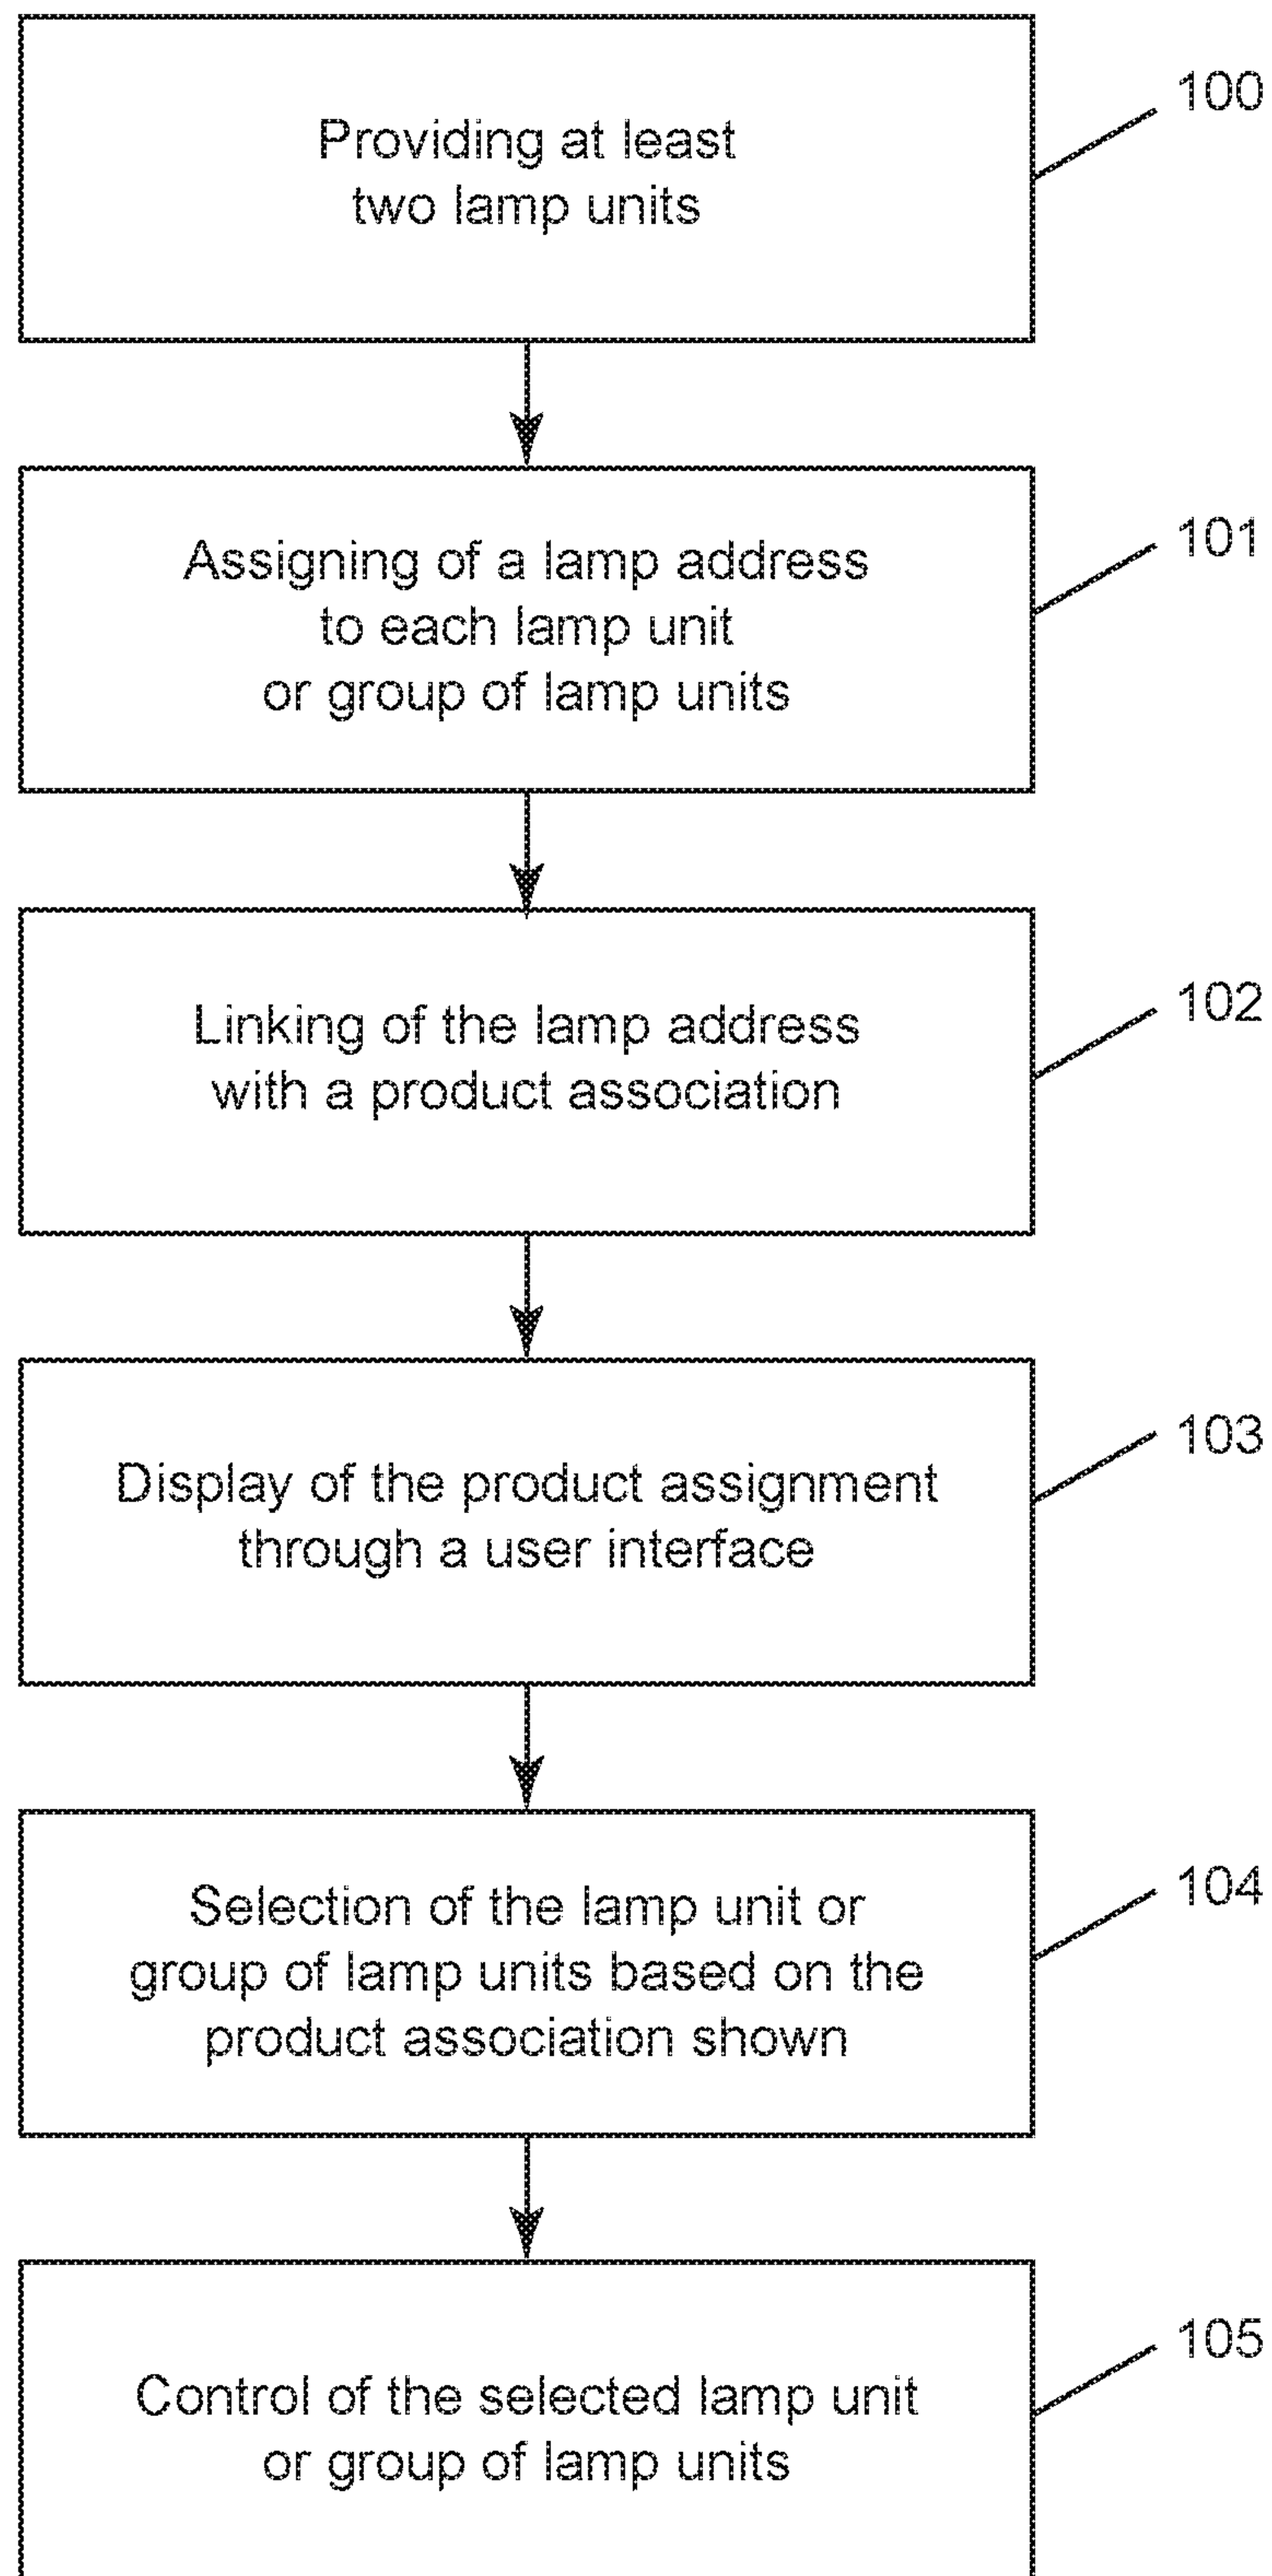 Providing at least
two lamp units
100
Assigning of a lamp address
to each lamp unit
or group of lamp units
101
Linking of the lamp address
with a product association
102
Display of the product assignment
through a user interface
103
Selection of the lamp unit or
group of lamp units based on the
product association shown
104
Control of the selected lamp unit
or group of lamp units
105